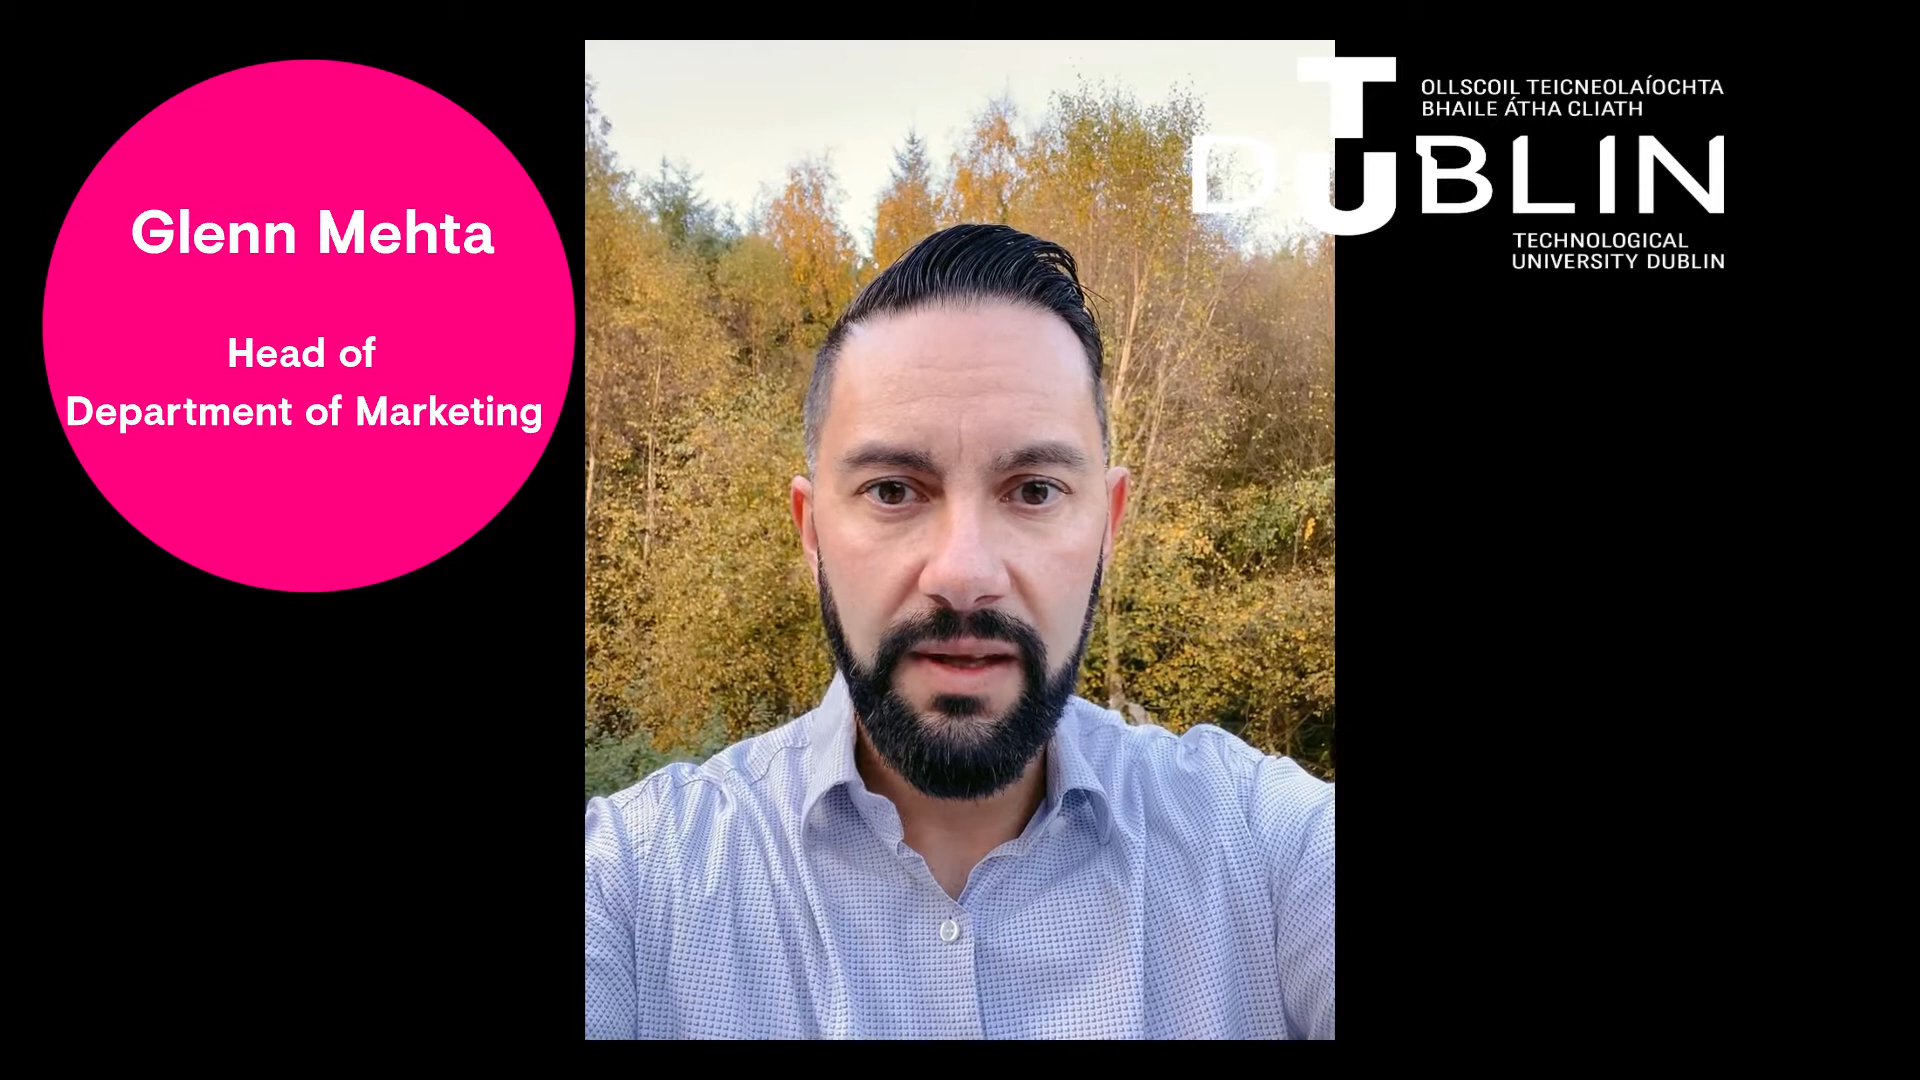 Glenn Mehta
Head of
Department of Marketing
OLLSCOIL TEICNEOLAÍOCHTA
BHAILE ÁTHA CLIATH
TU DUBLIN
TECHNOLOGICAL
UNIVERSITY DUBLIN